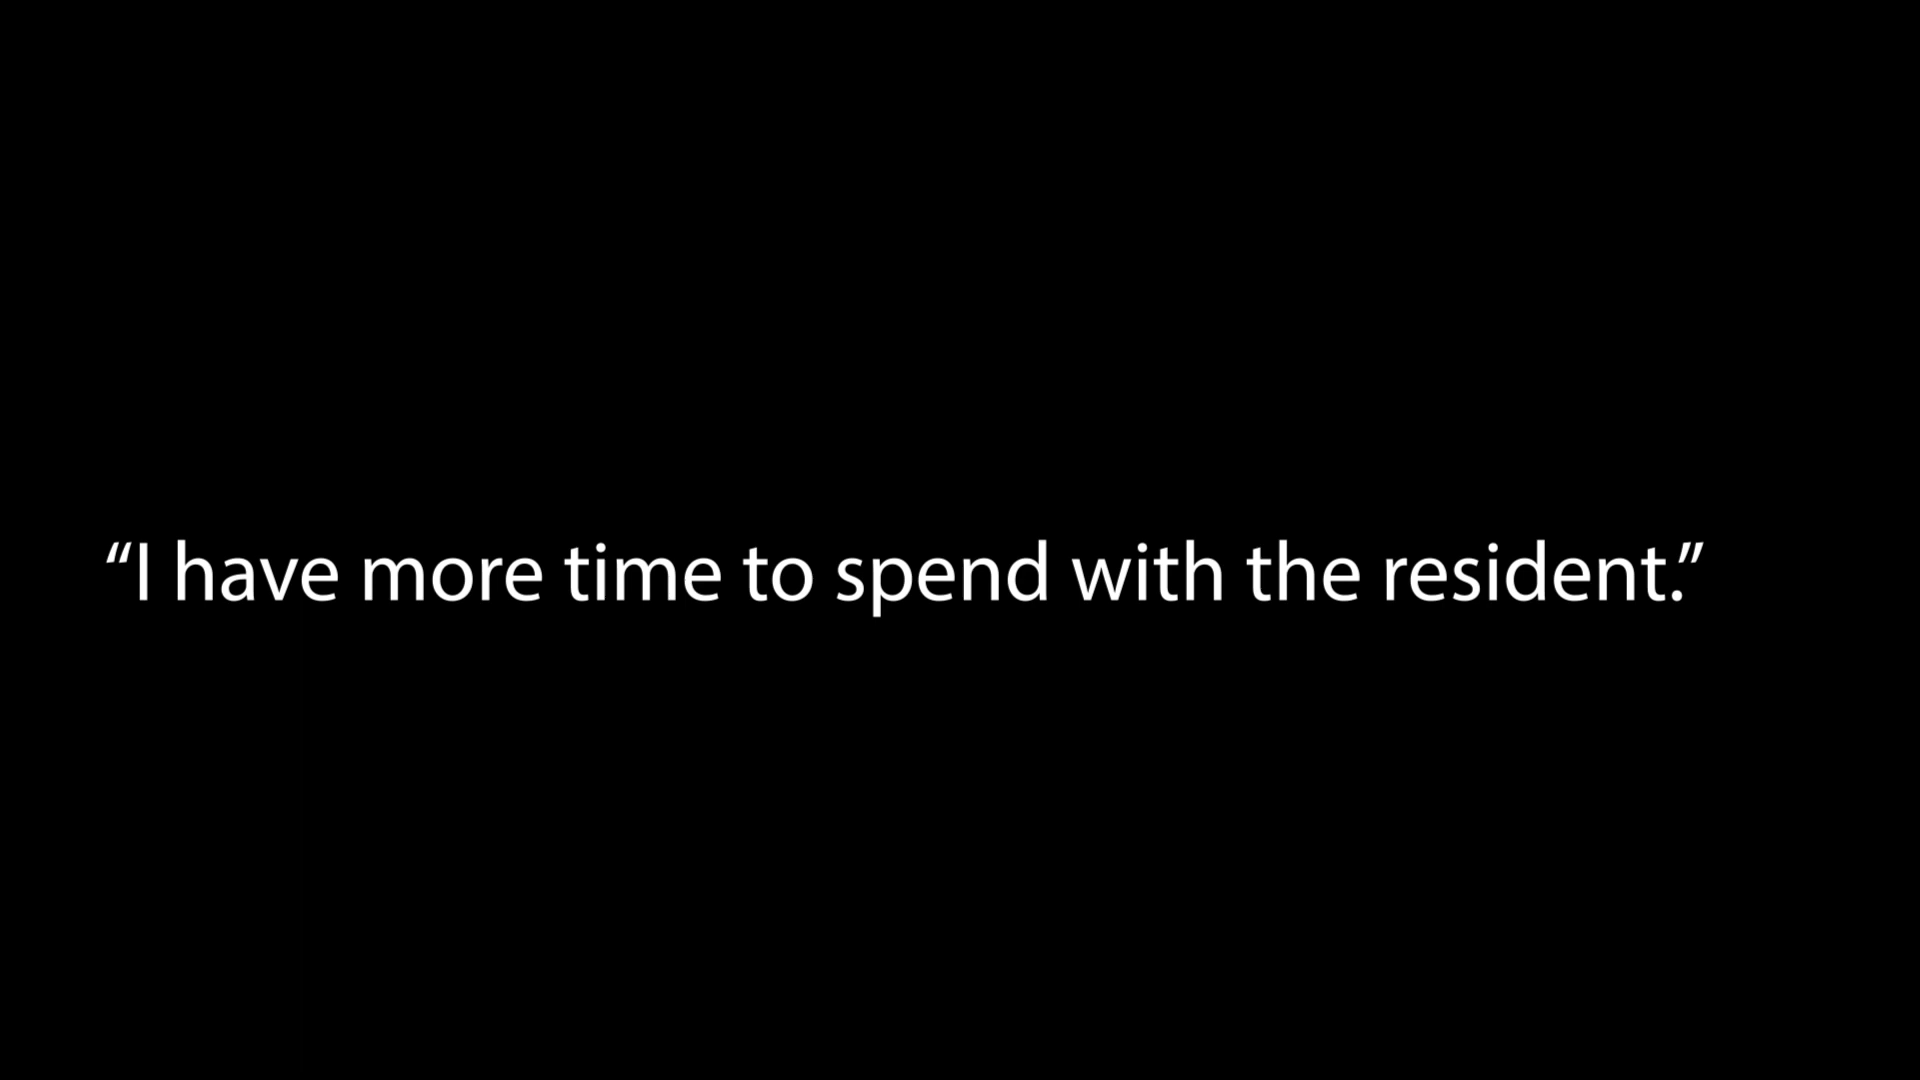 “I have more time to spend with the resident.”